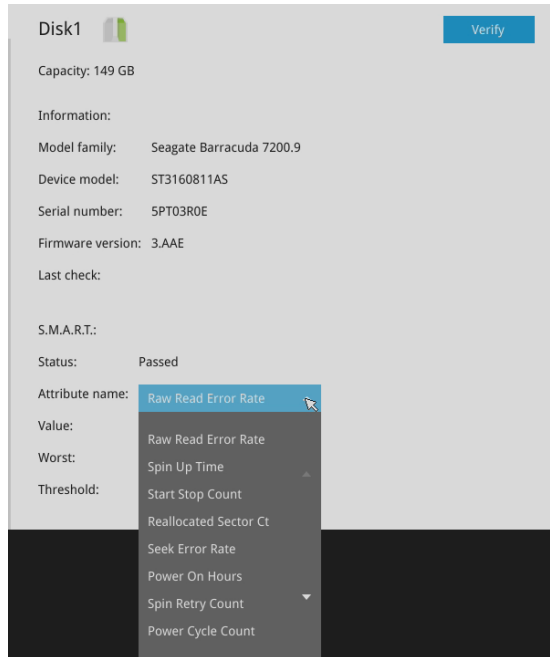 Disk1
Verify
Capacity: 149 GB
Information:
Model family: Seagate Barracuda 7200.9
Device model: ST3160811AS
Serial number: 5PT03R0E
Firmware version: 3.AAE
Last check:
S.M.A.R.T.:
Status: Passed
Attribute name: Raw Read Error Rate
Value:
Raw Read Error Rate
Worst:
Spin Up Time
Threshold:
Start Stop Count
Reallocated Sector Ct
Seek Error Rate
Power On Hours
Spin Retry Count
Power Cycle Count